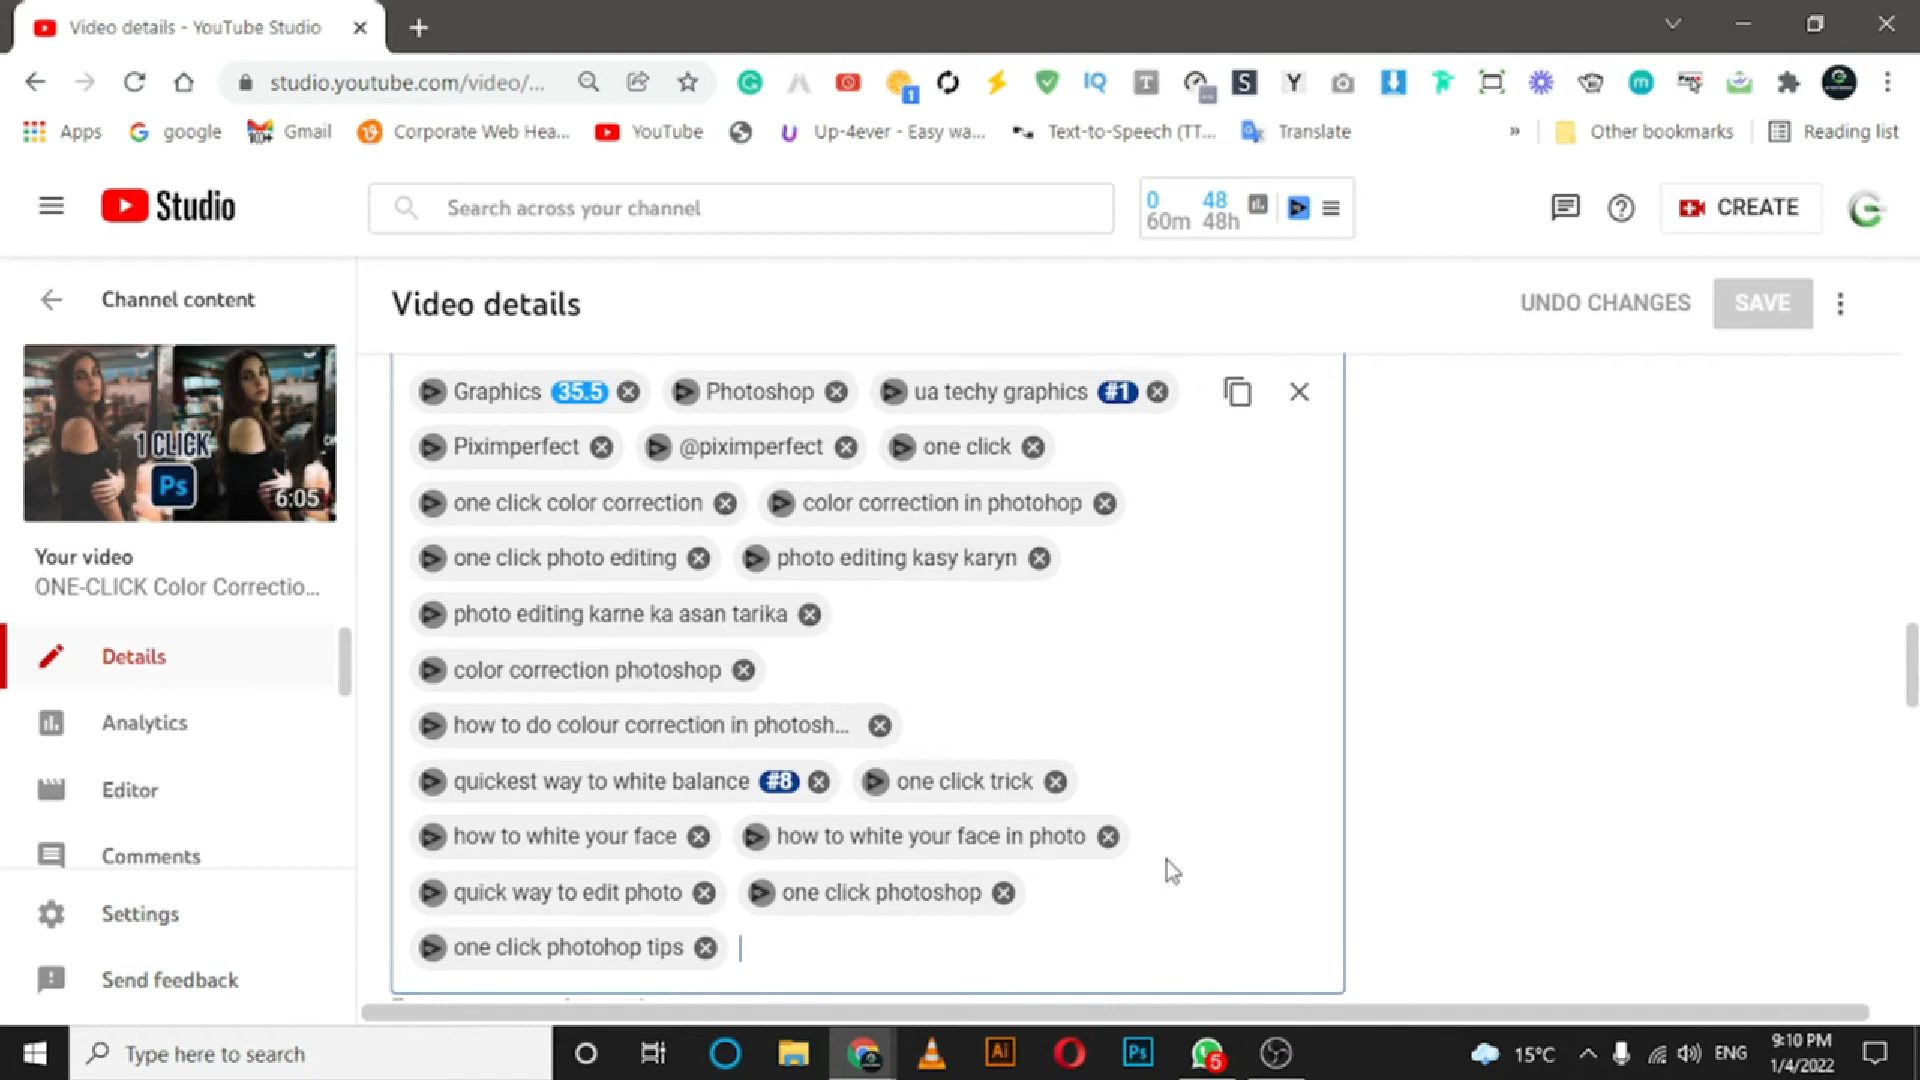 Video details - YouTube Studio
studio.youtube.com/video/...
1
IQ
T
S
Y
m
Apps
google
100+
Gmail
Corporate Web Hea...
YouTube
Up-4ever - Easy wa...
Text-to-Speech (TT...
Translate
»
Other bookmarks
Reading list
Studio
Search across your channel
0 48
60m 48h
CREATE
Channel content
Video details
UNDO CHANGES
SAVE
1 CLICK
Ps
6:05
Your video
ONE-CLICK Color Correctio...
Details
Analytics
Editor
Comments
Settings
Send feedback
Graphics 35.5
Photoshop
ua techy graphics #1
Piximperfect
@piximperfect
one click
one click color correction
color correction in photohop
one click photo editing
photo editing kasy karyn
photo editing karne ka asan tarika
color correction photoshop
how to do colour correction in photosh...
quickest way to white balance #8
one click trick
how to white your face
how to white your face in photo
quick way to edit photo
one click photoshop
one click photohop tips
Type here to search
Ai
Ps
5
15°C
ENG
9:10 PM
1/4/2022